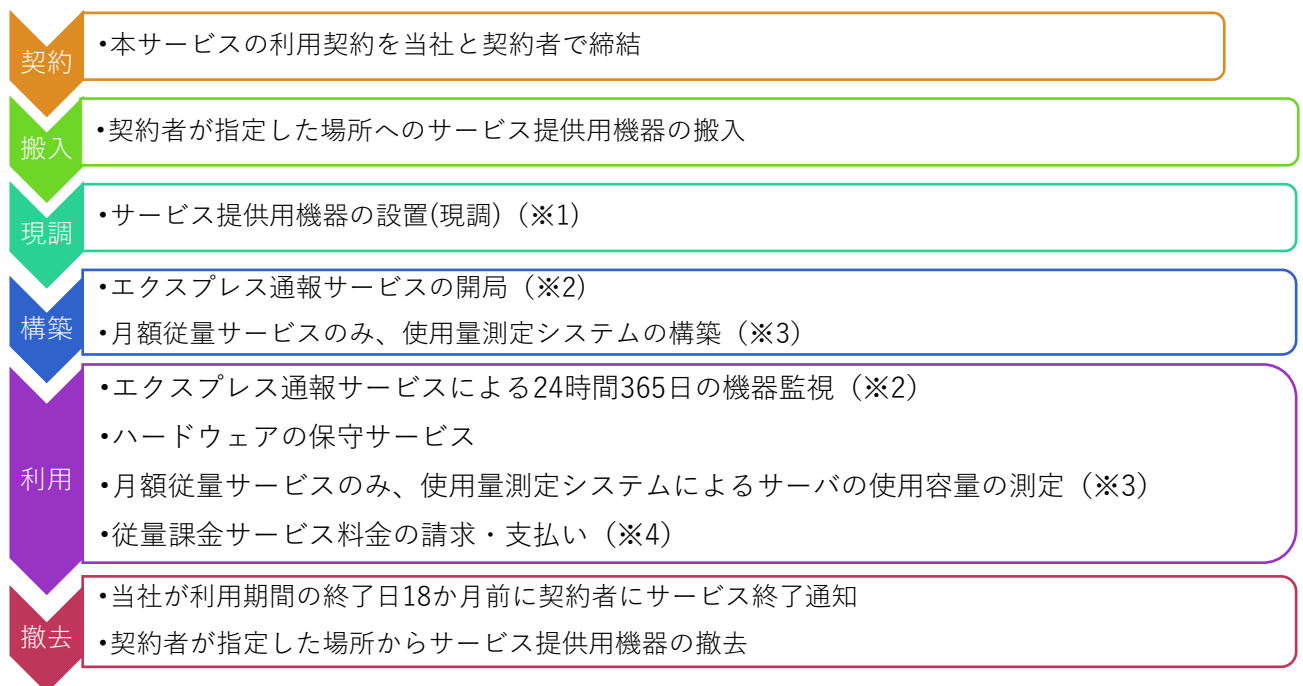 契約
•本サービスの利用契約を当社と契約者で締結
搬入
•契約者が指定した場所へのサービス提供用機器の搬入
現調
•サービス提供用機器の設置(現調)（※1）
構築
•エクスプレス通報サービスの開局（※2）
•月額従量サービスのみ、使用量測定システムの構築（※3）
利用
•エクスプレス通報サービスによる24時間365日の機器監視（※2）
•ハードウェアの保守サービス
•月額従量サービスのみ、使用量測定システムによるサーバの使用容量の測定（※3）
•従量課金サービス料金の請求・支払い（※4）
撤去
•当社が利用期間の終了日18か月前に契約者にサービス終了通知
•契約者が指定した場所からサービス提供用機器の撤去